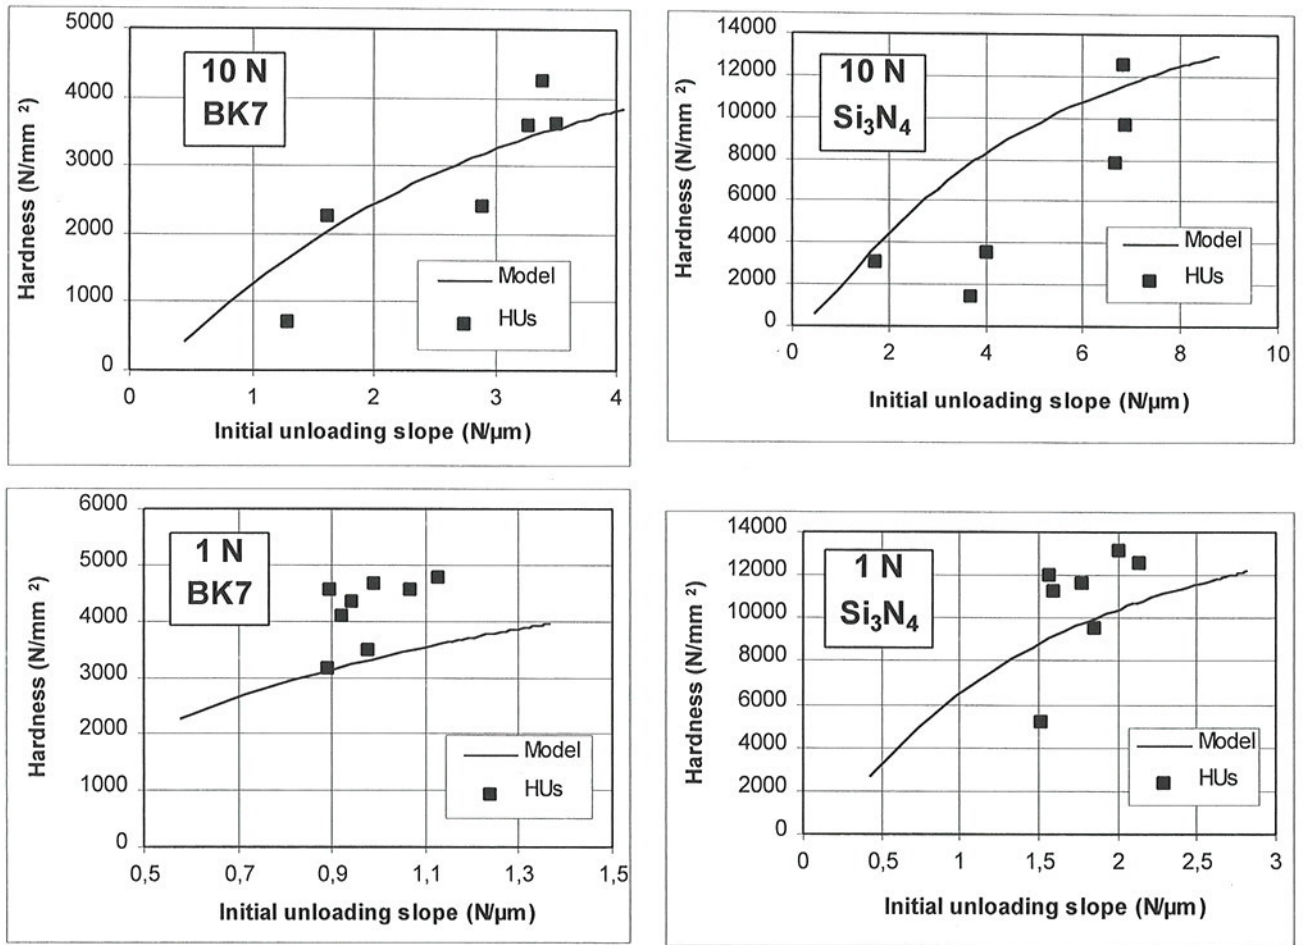 5000
4000
3000
2000
1000
0
Hardness (N/mm ²)
10 N
BK7
Model
HUs
0
1
2
3
4
Initial unloading slope (N/µm)
14000
12000
10000
8000
6000
4000
2000
0
Hardness (N/mm ²)
10 N
Si₃N₄
Model
HUs
0
2
4
6
8
10
Initial unloading slope (N/µm)
6000
5000
4000
3000
2000
1000
0
Hardness (N/mm ²)
1 N
BK7
Model
HUs
0,5
0,7
0,9
1,1
1,3
1,5
Initial unloading slope (N/µm)
14000
12000
10000
8000
6000
4000
2000
0
Hardness (N/mm ²)
1 N
Si₃N₄
Model
HUs
0
0,5
1
1,5
2
2,5
3
Initial unloading slope (N/µm)